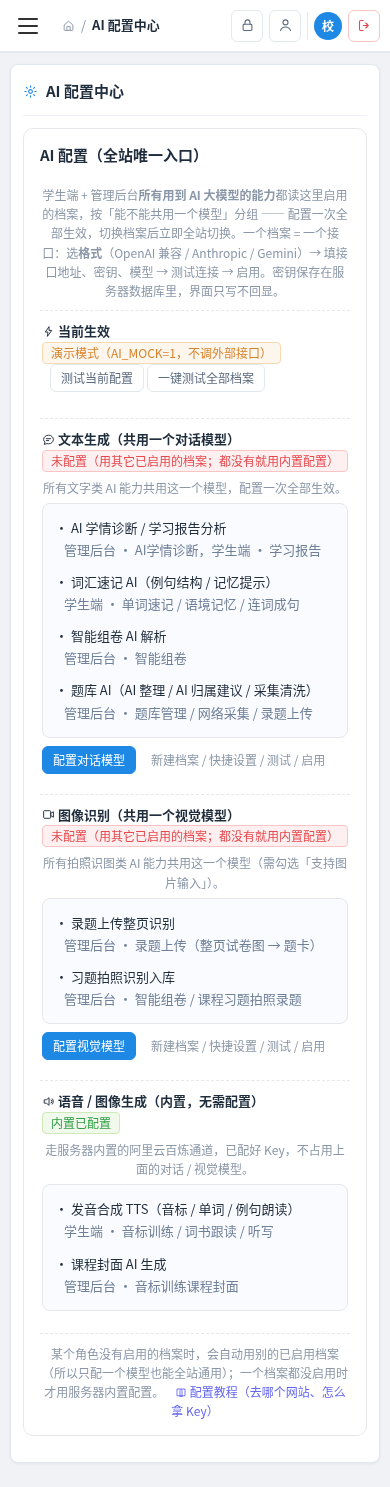 / AI 配置中心
校
AI 配置中心
AI 配置（全站唯一入口）
学生端 + 管理后台所有用到 AI 大模型的能力都读这里启用
的档案，按「能不能共用一个模型」分组 —— 配置一次全
部生效，切换档案后立即全站切换。一个档案 = 一个接
口：选格式（OpenAI 兼容 / Anthropic / Gemini）→ 填接
口地址、密钥、模型 → 测试连接 → 启用。密钥保存在服
务器数据库里，界面只写不回显。
当前生效
演示模式（AI_MOCK=1，不调外部接口）
测试当前配置 一键测试全部档案
文本生成（共用一个对话模型）
未配置（用其它已启用的档案；都没有就用内置配置）
所有文字类 AI 能力共用这一个模型，配置一次全部生效。
· AI 学情诊断 / 学习报告分析
管理后台 · AI学情诊断，学生端 · 学习报告
· 词汇速记 AI（例句结构 / 记忆提示）
学生端 · 单词速记 / 语境记忆 / 连词成句
· 智能组卷 AI 解析
管理后台 · 智能组卷
· 题库 AI（AI 整理 / AI 归属建议 / 采集清洗）
管理后台 · 题库管理 / 网络采集 / 录题上传
配置对话模型 新建档案 / 快捷设置 / 测试 / 启用
图像识别（共用一个视觉模型）
未配置（用其它已启用的档案；都没有就用内置配置）
所有拍照识图类 AI 能力共用这一个模型（需勾选「支持图
片输入」）。
· 录题上传整页识别
管理后台 · 录题上传（整页试卷图 → 题卡）
· 习题拍照识别入库
管理后台 · 智能组卷 / 课程习题拍照录题
配置视觉模型 新建档案 / 快捷设置 / 测试 / 启用
语音 / 图像生成（内置，无需配置）
内置已配置
走服务器内置的阿里云百炼通道，已配好 Key，不占用上
面的对话 / 视觉模型。
· 发音合成 TTS（音标 / 单词 / 例句朗读）
学生端 · 音标训练 / 词书跟读 / 听写
· 课程封面 AI 生成
管理后台 · 音标训练课程封面
某个角色没有启用的档案时，会自动用别的已启用档案
（所以只配一个模型也能全站通用）；一个档案都没启用时
才用服务器内置配置。 配置教程（去哪个网站、怎么
拿 Key）